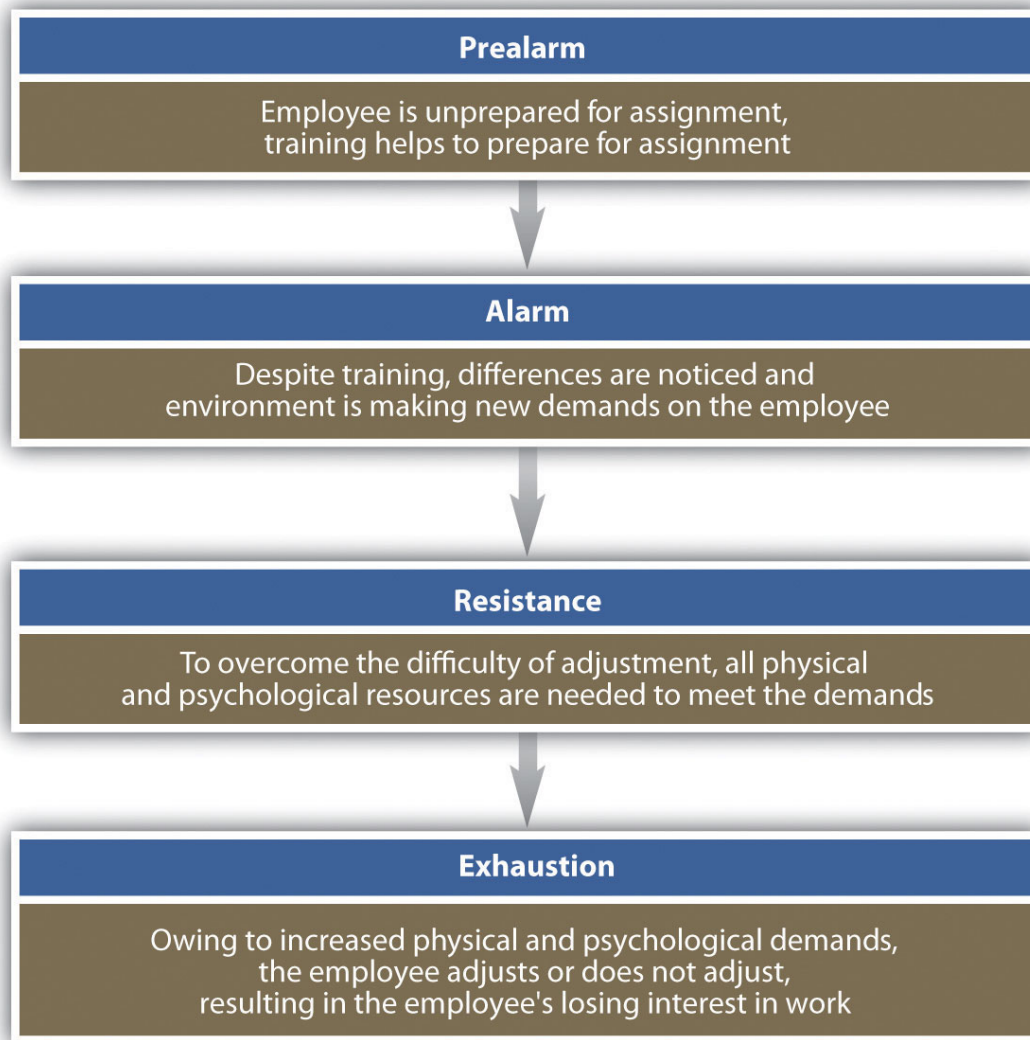 Prealarm
Employee is unprepared for assignment,
training helps to prepare for assignment
Alarm
Despite training, differences are noticed and
environment is making new demands on the employee
Resistance
To overcome the difficulty of adjustment, all physical
and psychological resources are needed to meet the demands
Exhaustion
Owing to increased physical and psychological demands,
the employee adjusts or does not adjust,
resulting in the employee's losing interest in work